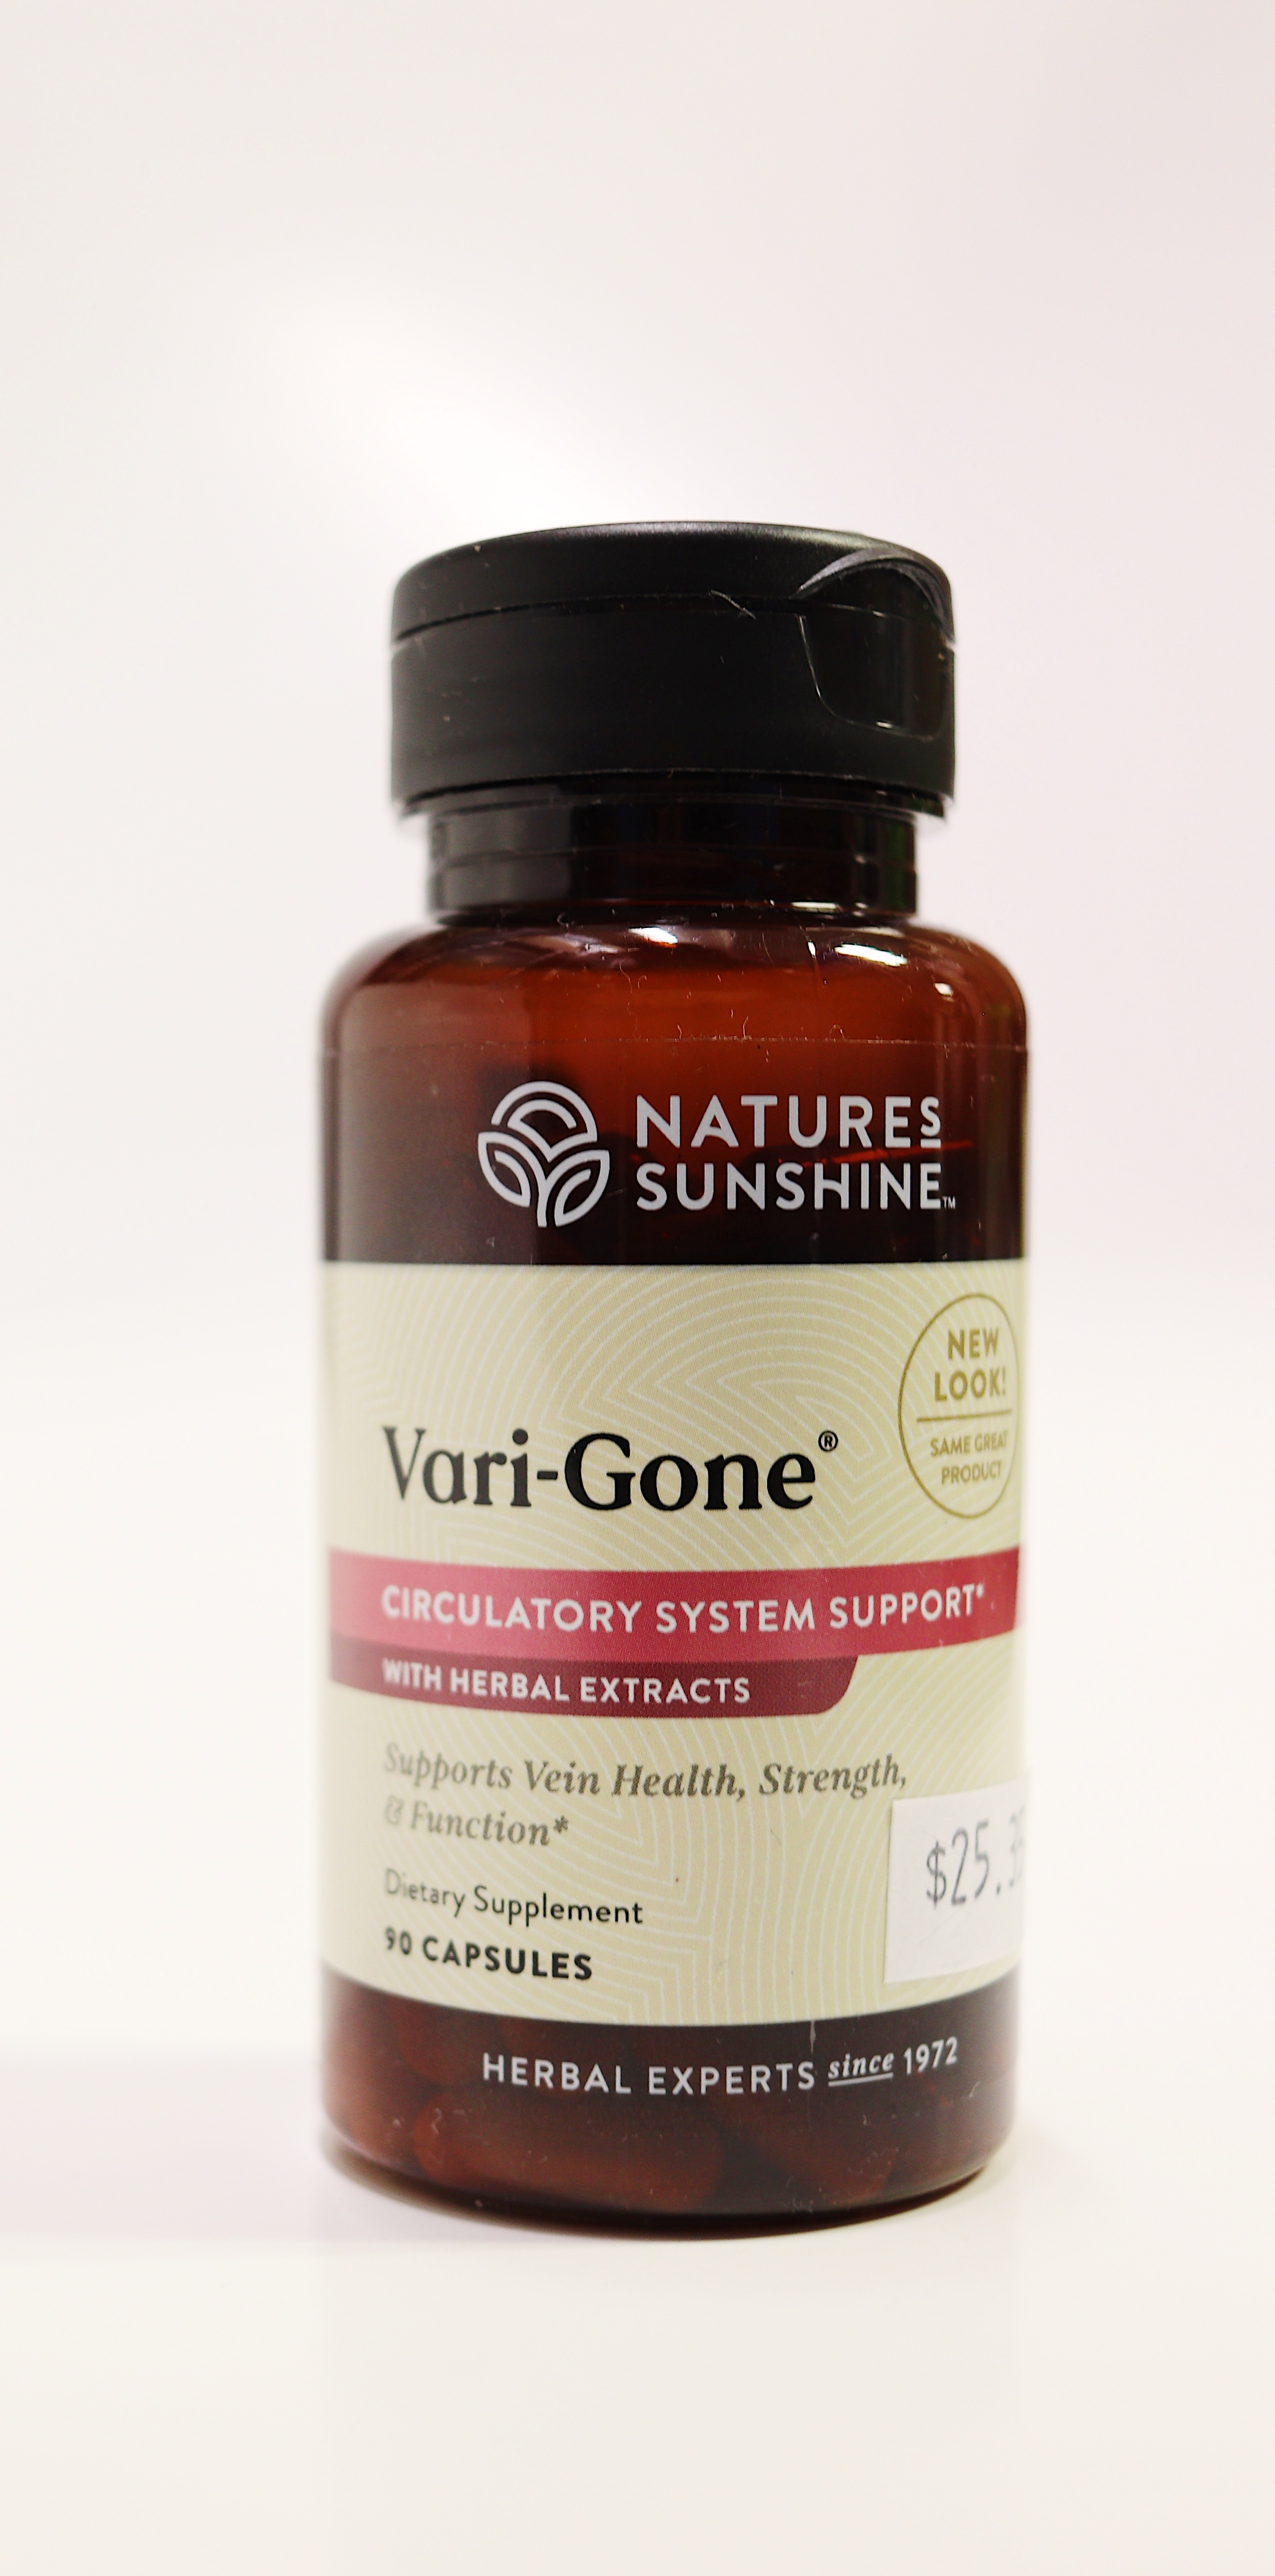 NATURES
SUNSHINE™
NEW
LOOK!
SAME GREAT
PRODUCT
Vari-Gone®
CIRCULATORY SYSTEM SUPPORT*
WITH HERBAL EXTRACTS
Supports Vein Health, Strength,
& Function*
Dietary Supplement
90 CAPSULES
HERBAL EXPERTS since 1972